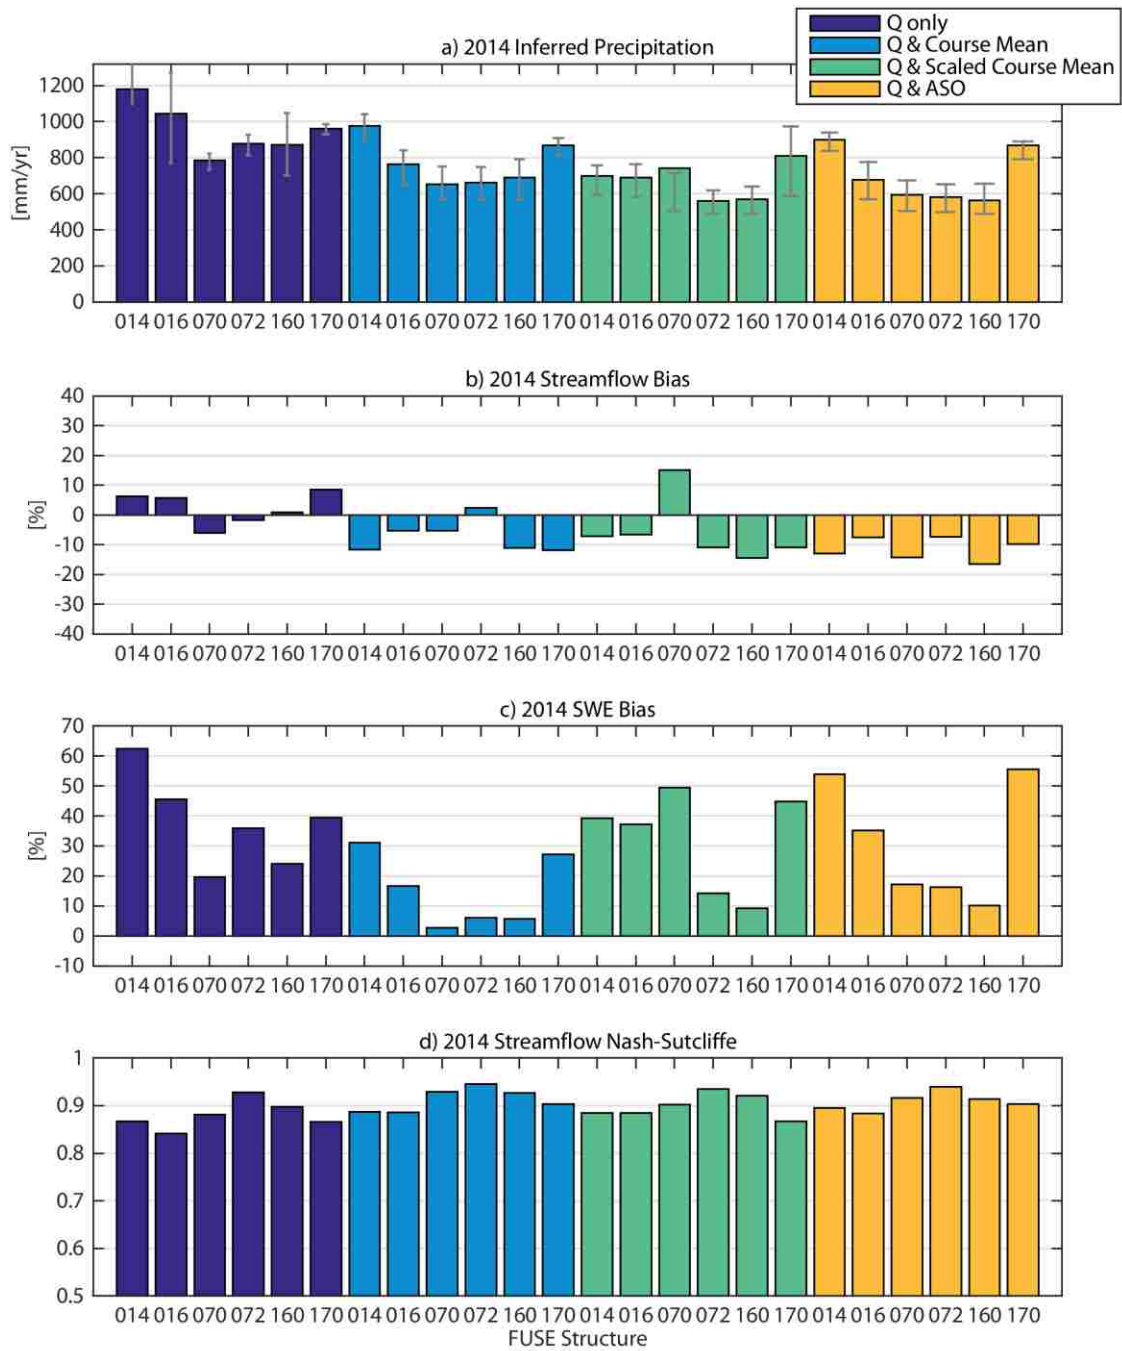 Q only
Q & Course Mean
Q & Scaled Course Mean
Q & ASO
a) 2014 Inferred Precipitation
[mm/yr]
1200
1000
800
600
400
200
0
014 016 070 072 160 170 014 016 070 072 160 170 014 016 070 072 160 170 014 016 070 072 160 170
b) 2014 Streamflow Bias
[%]
40
30
20
10
0
-10
-20
-30
-40
014 016 070 072 160 170 014 016 070 072 160 170 014 016 070 072 160 170 014 016 070 072 160 170
c) 2014 SWE Bias
[%]
70
60
50
40
30
20
10
0
-10
014 016 070 072 160 170 014 016 070 072 160 170 014 016 070 072 160 170 014 016 070 072 160 170
d) 2014 Streamflow Nash-Sutcliffe
1
0.9
0.8
0.7
0.6
0.5
014 016 070 072 160 170 014 016 070 072 160 170 014 016 070 072 160 170 014 016 070 072 160 170
FUSE Structure